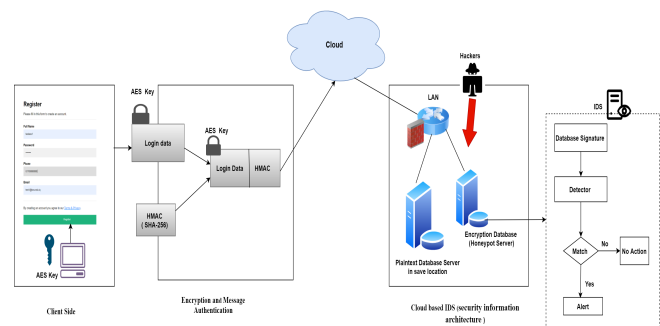 Register
Full Name
Password
Phone
Email
Register
AES Key
Client Side
AES Key
Login data
HMAC
( SHA-256)
AES Key
Login Data
HMAC
Encryption and Message
Authentication
Cloud
Hackers
LAN
Plaintext Database Server
in save location
Encryption Database
(Honeypot Server)
Cloud based IDS (security information
architecture )
IDS
Database Signature
Detector
Match
No
No Action
Yes
Alert